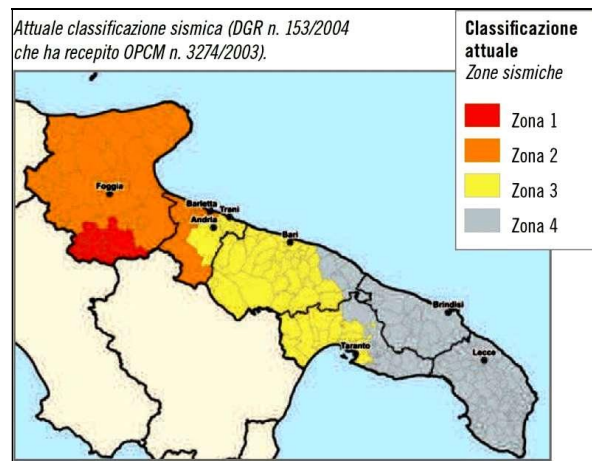 Attuale classificazione sismica (DGR n. 153/2004
che ha recepito OPCM n. 3274/2003).
Classificazione
attuale
Zone sismiche
Zona 1
Zona 2
Zona 3
Zona 4
Foggia
Barletta
Trani
Andria
Bari
Brindisi
Taranto
Lecce